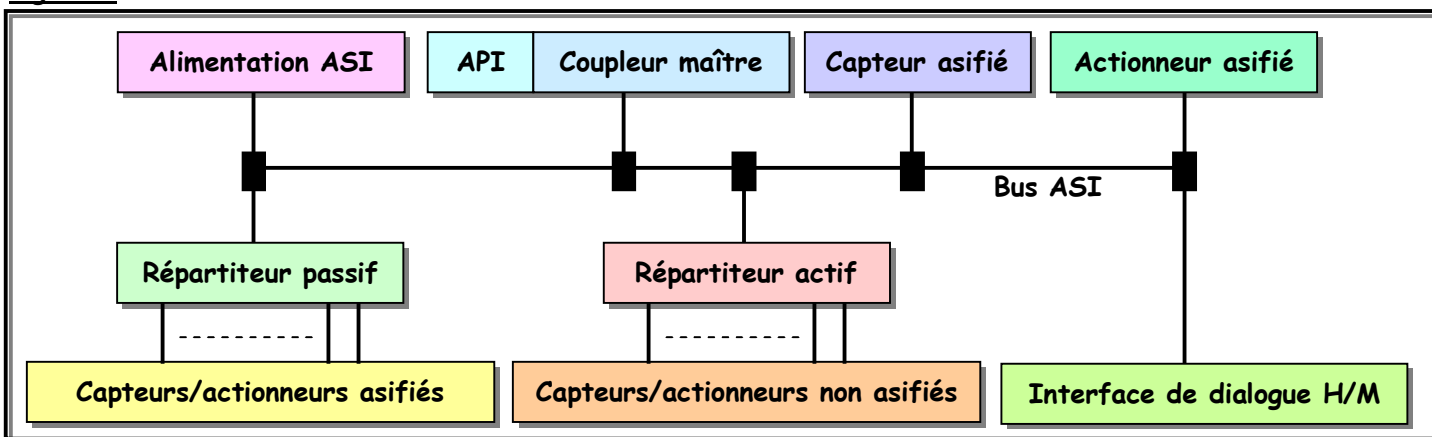 Alimentation ASI
API
Coupleur maître
Capteur asifié
Actionneur asifié
Bus ASI
Répartiteur passif
Répartiteur actif
Capteurs/actionneurs asifiés
Capteurs/actionneurs non asifiés
Interface de dialogue H/M